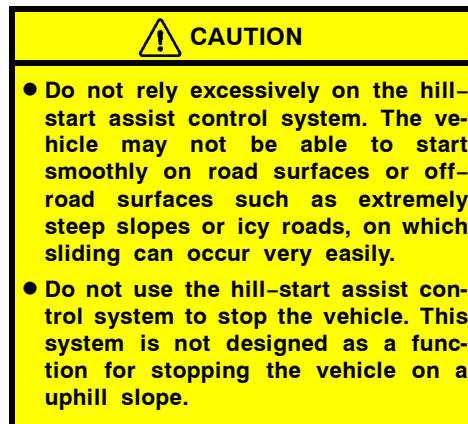 CAUTION
● Do not rely excessively on the hill–
start assist control system. The ve-
hicle may not be able to start
smoothly on road surfaces or off–
road surfaces such as extremely
steep slopes or icy roads, on which
sliding can occur very easily.
● Do not use the hill–start assist con-
trol system to stop the vehicle. This
system is not designed as a func-
tion for stopping the vehicle on a
uphill slope.